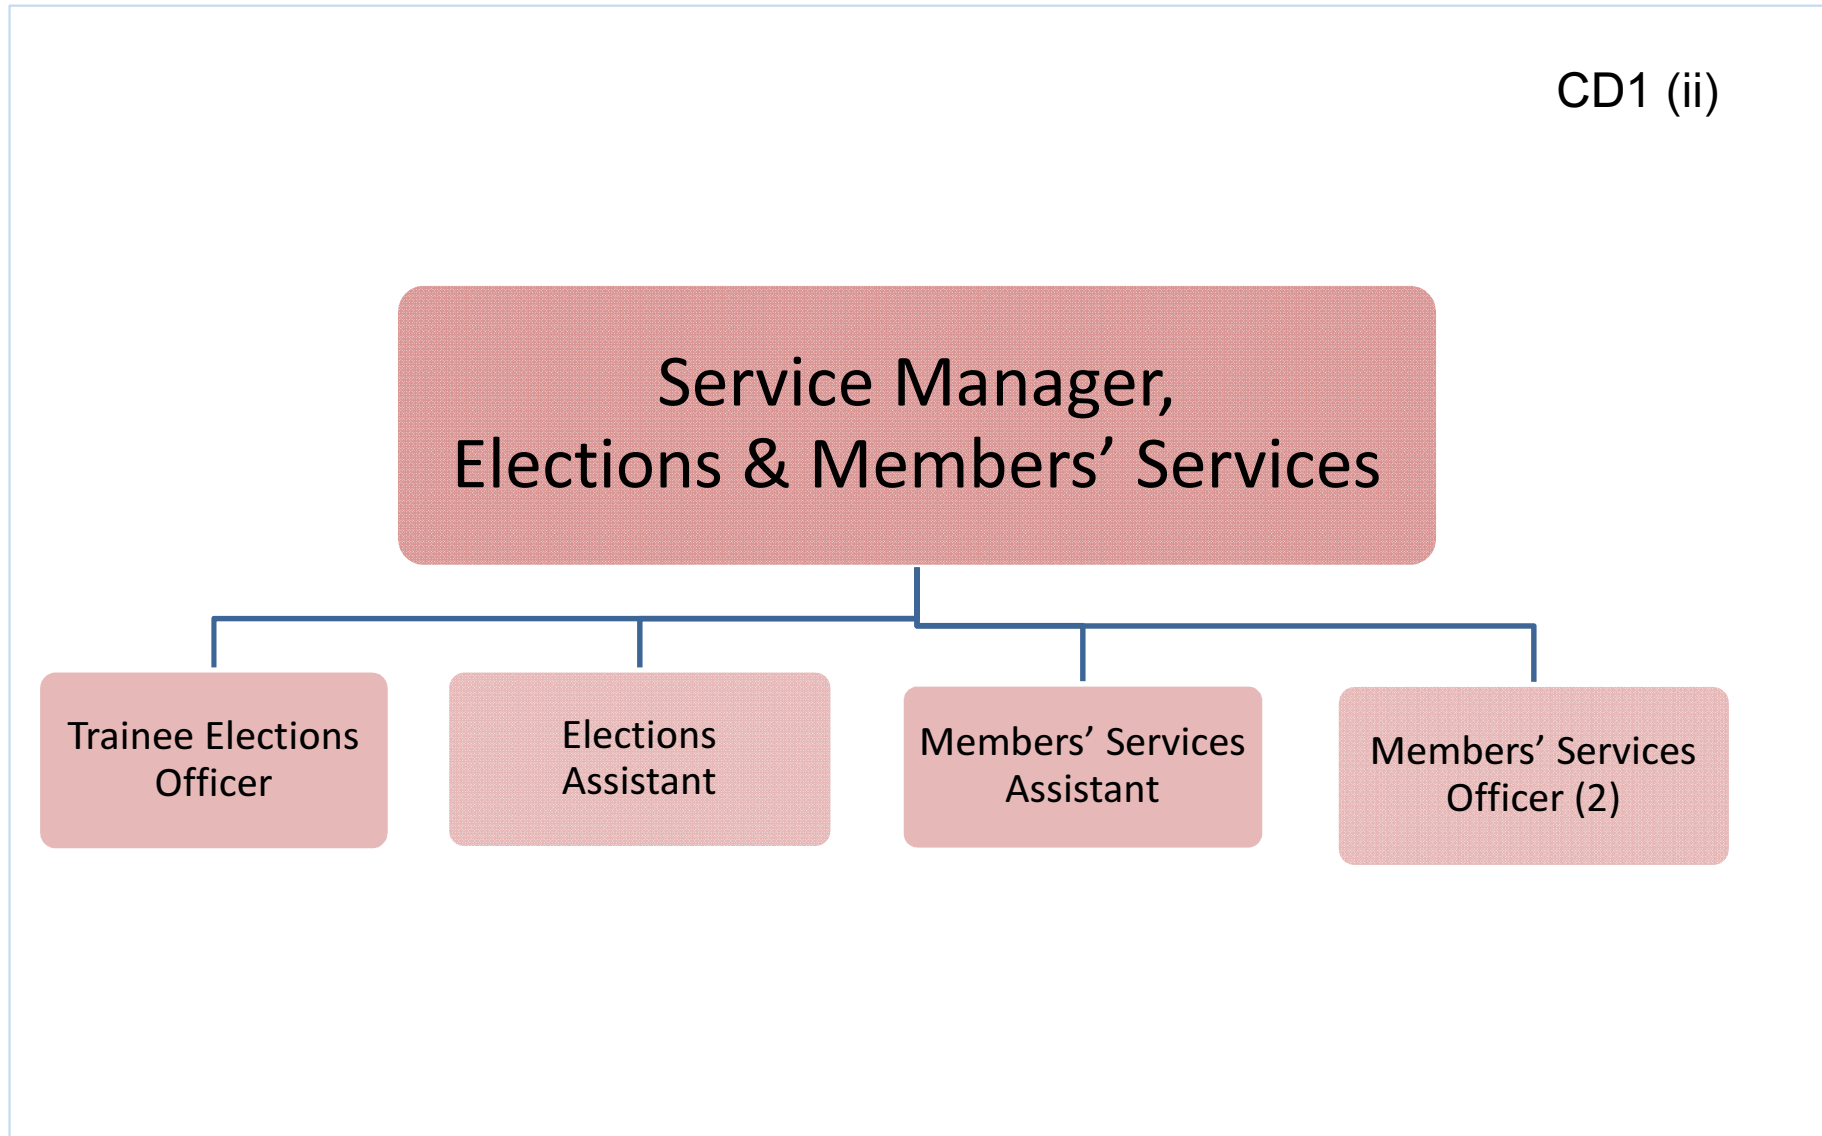 CD1 (ii)
Service Manager,
Elections & Members’ Services
Trainee Elections
Officer
Elections
Assistant
Members’ Services
Assistant
Members’ Services
Officer (2)